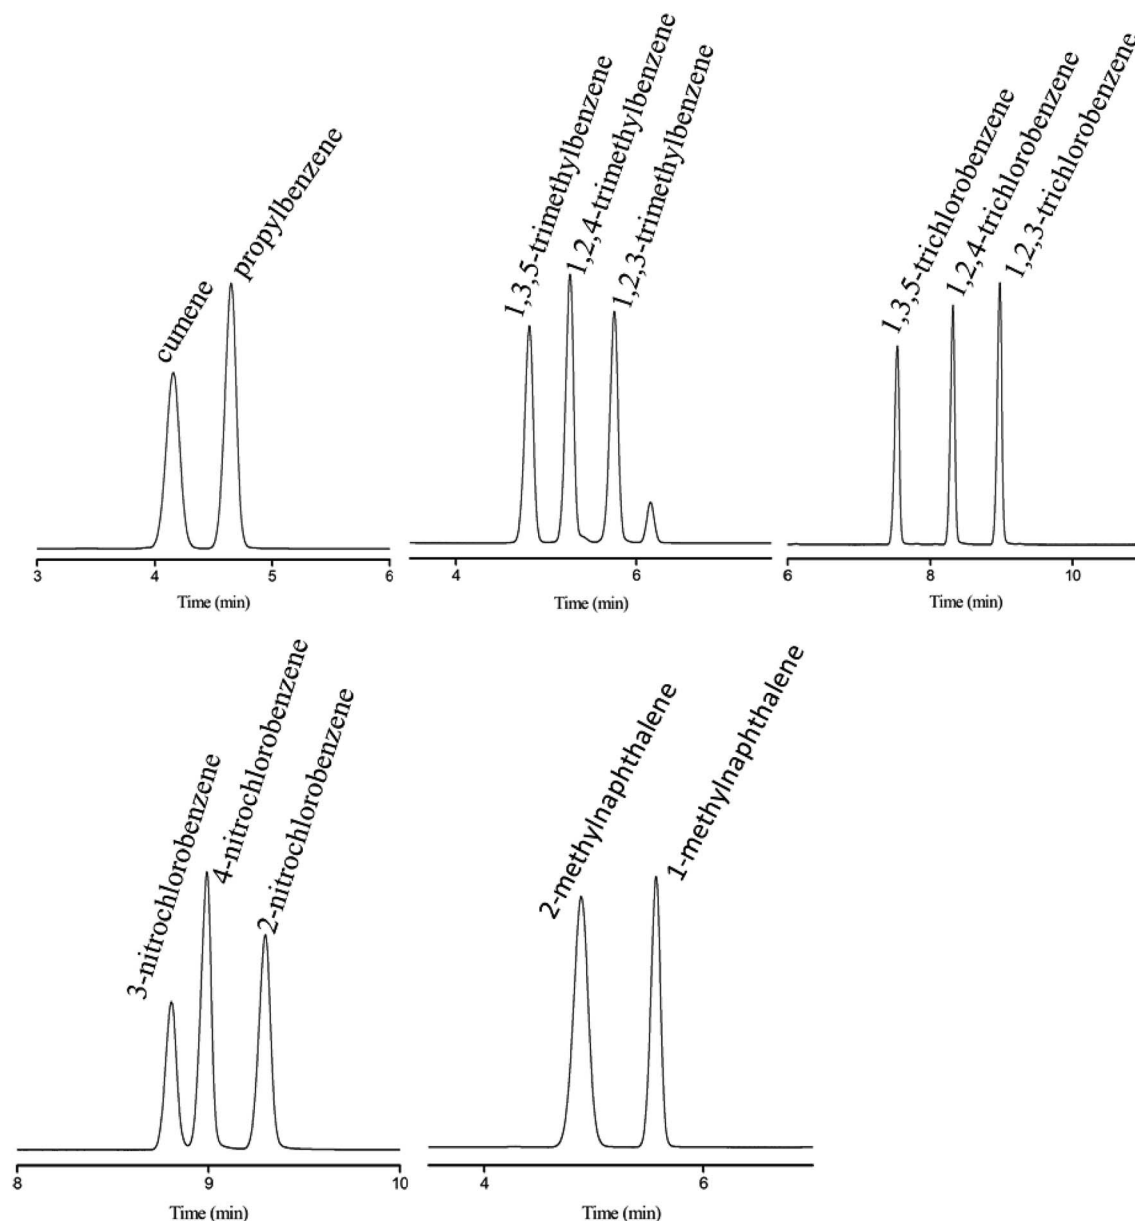 cumene
propylbenzene
3
4
5
6
Time (min)
1,3,5-trimethylbenzene
1,2,4-trimethylbenzene
1,2,3-trimethylbenzene
4
6
Time (min)
1,3,5-trichlorobenzene
1,2,4-trichlorobenzene
1,2,3-trichlorobenzene
6
8
10
Time (min)
3-nitrochlorobenzene
4-nitrochlorobenzene
2-nitrochlorobenzene
8
9
10
Time (min)
2-methylnaphthalene
1-methylnaphthalene
4
6
Time (min)